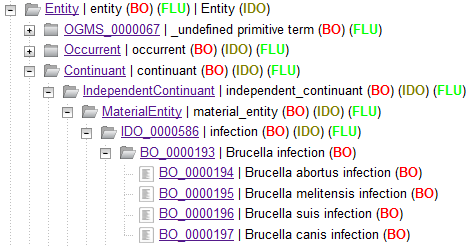 Entity | entity (BO) (FLU) | Entity (IDO)
OGMS_0000067 | _undefined primitive term (BO) (FLU)
Occurrent | occurrent (BO) (IDO) (FLU)
Continuant | continuant (BO) (IDO) (FLU)
IndependentContinuant | independent_continuant (BO) (IDO) (FLU)
MaterialEntity | material_entity (BO) (IDO) (FLU)
IDO_0000586 | infection (BO) (IDO) (FLU)
BO_0000193 | Brucella infection (BO)
BO_0000194 | Brucella abortus infection (BO)
BO_0000195 | Brucella melitensis infection (BO)
BO_0000196 | Brucella suis infection (BO)
BO_0000197 | Brucella canis infection (BO)